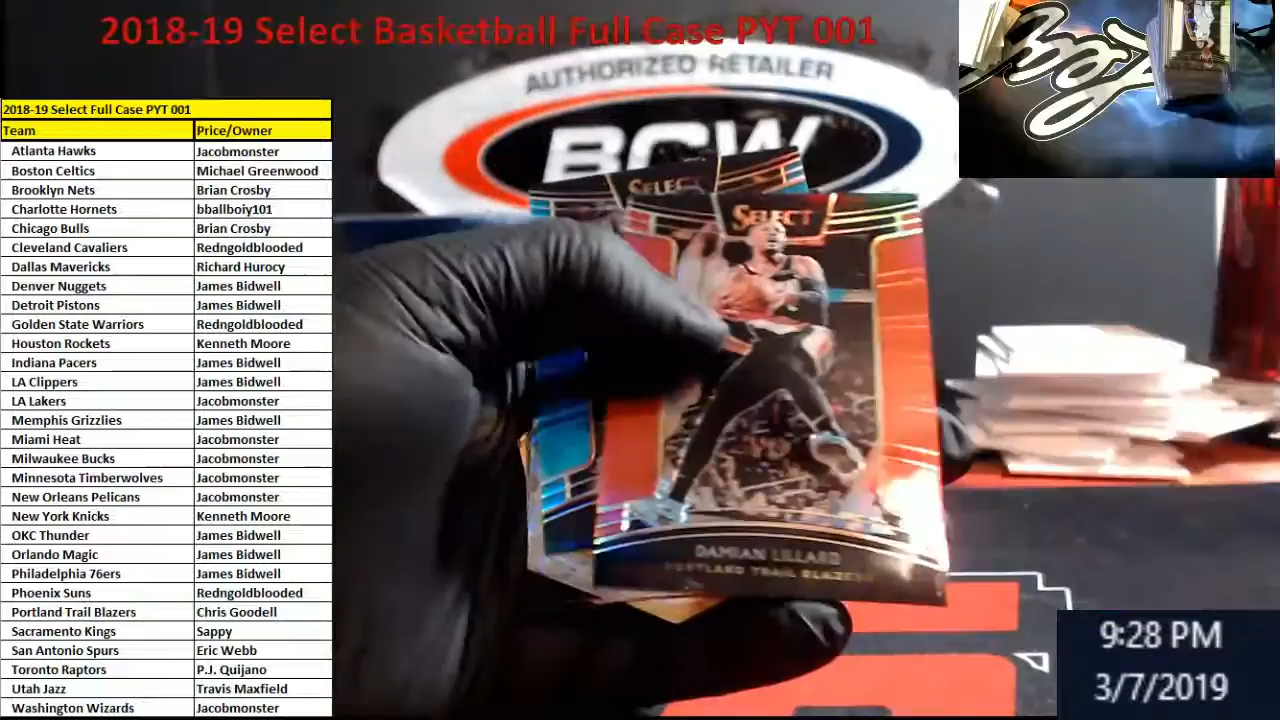 2018-19 Select Basketball Full Case PYT 001
AUTHORIZED RETAILER
BCW
2018-19 Select Full Case PYT 001
Team Price/Owner
Atlanta Hawks Jacobmonster
Boston Celtics Michael Greenwood
Brooklyn Nets Brian Crosby
Charlotte Hornets bballboiy101
Chicago Bulls Brian Crosby
Cleveland Cavaliers Redngoldblooded
Dallas Mavericks Richard Hurocy
Denver Nuggets James Bidwell
Detroit Pistons James Bidwell
Golden State Warriors Redngoldblooded
Houston Rockets Kenneth Moore
Indiana Pacers James Bidwell
LA Clippers James Bidwell
LA Lakers Jacobmonster
Memphis Grizzlies James Bidwell
Miami Heat Jacobmonster
Milwaukee Bucks Jacobmonster
Minnesota Timberwolves Jacobmonster
New Orleans Pelicans Jacobmonster
New York Knicks Kenneth Moore
OKC Thunder James Bidwell
Orlando Magic James Bidwell
Philadelphia 76ers James Bidwell
Phoenix Suns Redngoldblooded
Portland Trail Blazers Chris Goodell
Sacramento Kings Sappy
San Antonio Spurs Eric Webb
Toronto Raptors P.J. Quijano
Utah Jazz Travis Maxfield
Washington Wizards Jacobmonster
SELECT
SELECT
DAMIAN LILLARD
PORTLAND TRAIL BLAZERS
9:28 PM
3/7/2019